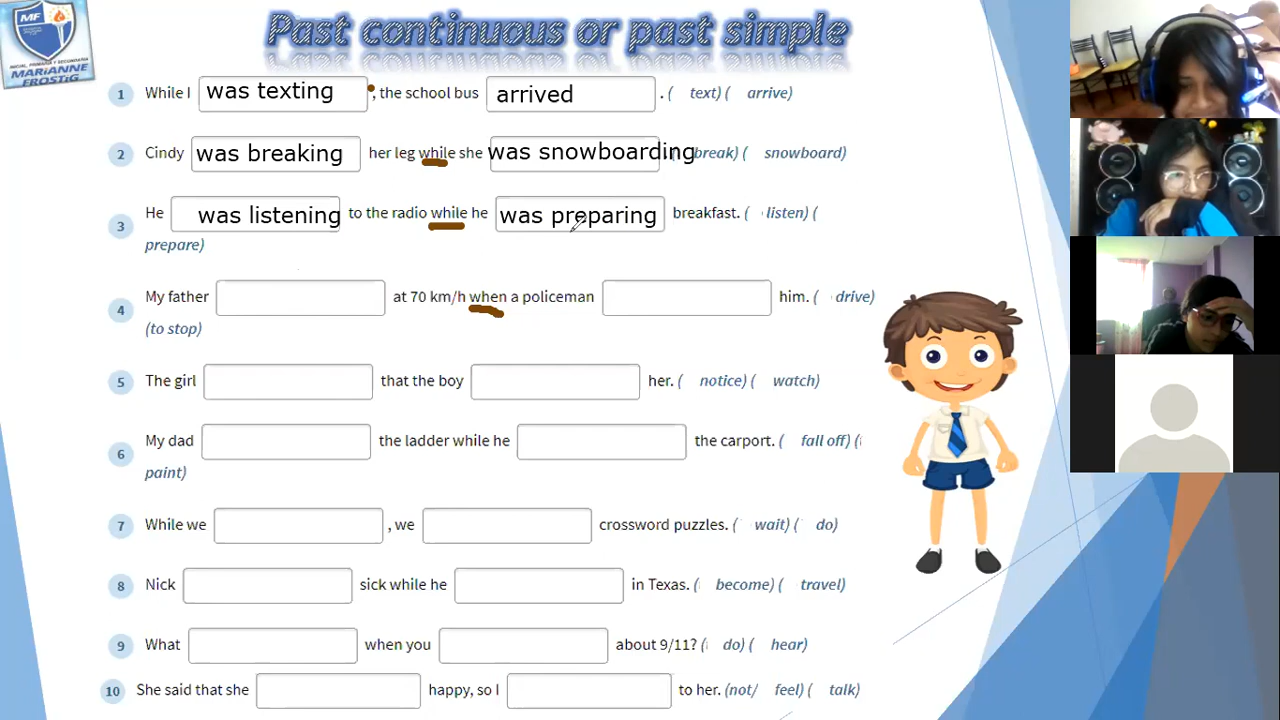 MF
INICIAL, PRIMARIA Y SECUNDARIA
MARiANNE
FROSTiG
Past continuous or past simple
1 While I was texting , the school bus arrived . ( text) ( arrive)
2 Cindy was breaking her leg while she was snowboarding ( break) ( snowboard)
3 He was listening to the radio while he was preparing breakfast. ( listen) (
prepare)
4 My father at 70 km/h when a policeman him. ( drive)
(to stop)
5 The girl that the boy her. ( notice) ( watch)
6 My dad the ladder while he the carport. ( fall off) (
paint)
7 While we , we crossword puzzles. ( wait) ( do)
8 Nick sick while he in Texas. ( become) ( travel)
9 What when you about 9/11? ( do) ( hear)
10 She said that she happy, so I to her. (not/ feel) ( talk)